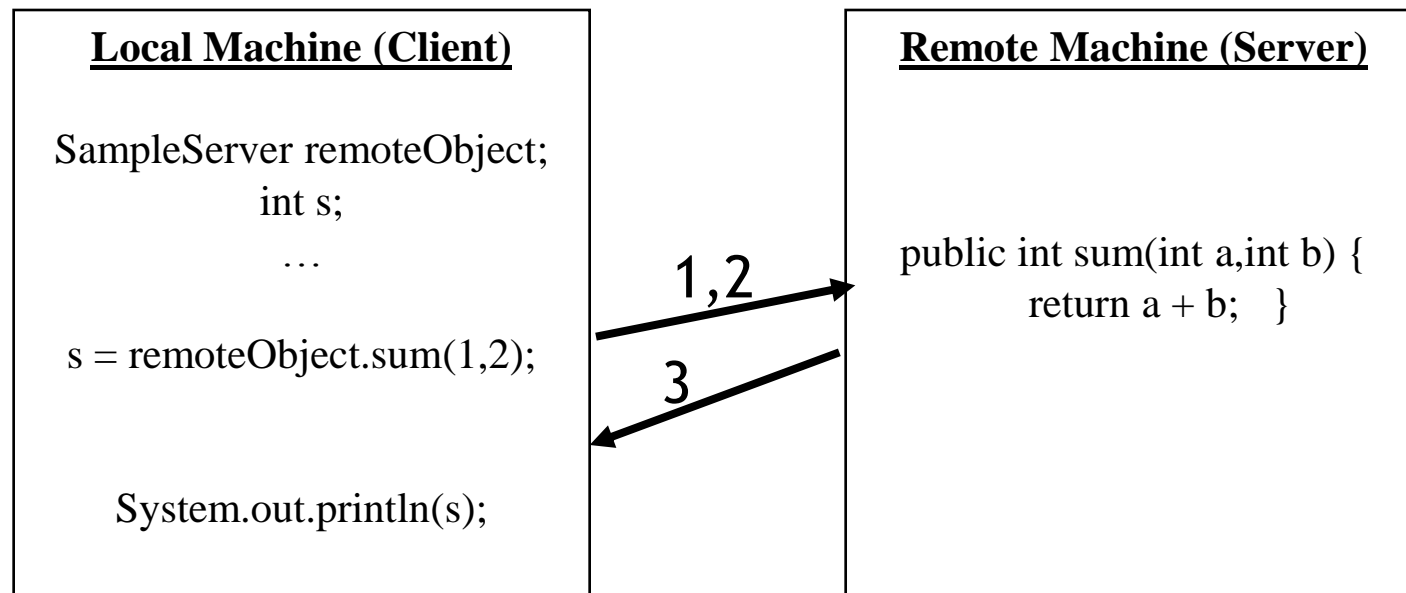 Local Machine (Client)
SampleServer remoteObject;
int s;
…
s = remoteObject.sum(1,2);
System.out.println(s);
1,2
3
Remote Machine (Server)
public int sum(int a,int b) {
return a + b; }